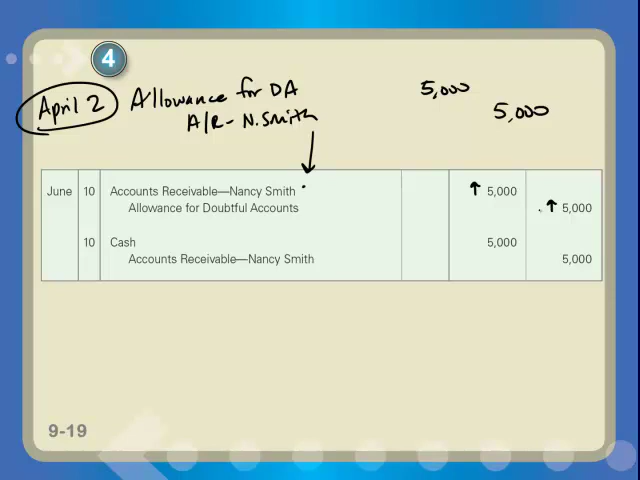 4
April 2 Allowance for DA 5,000
A/R- N. Smith 5,000
June 10 Accounts Receivable—Nancy Smith 5,000
Allowance for Doubtful Accounts 5,000
10 Cash 5,000
Accounts Receivable—Nancy Smith 5,000
9-19